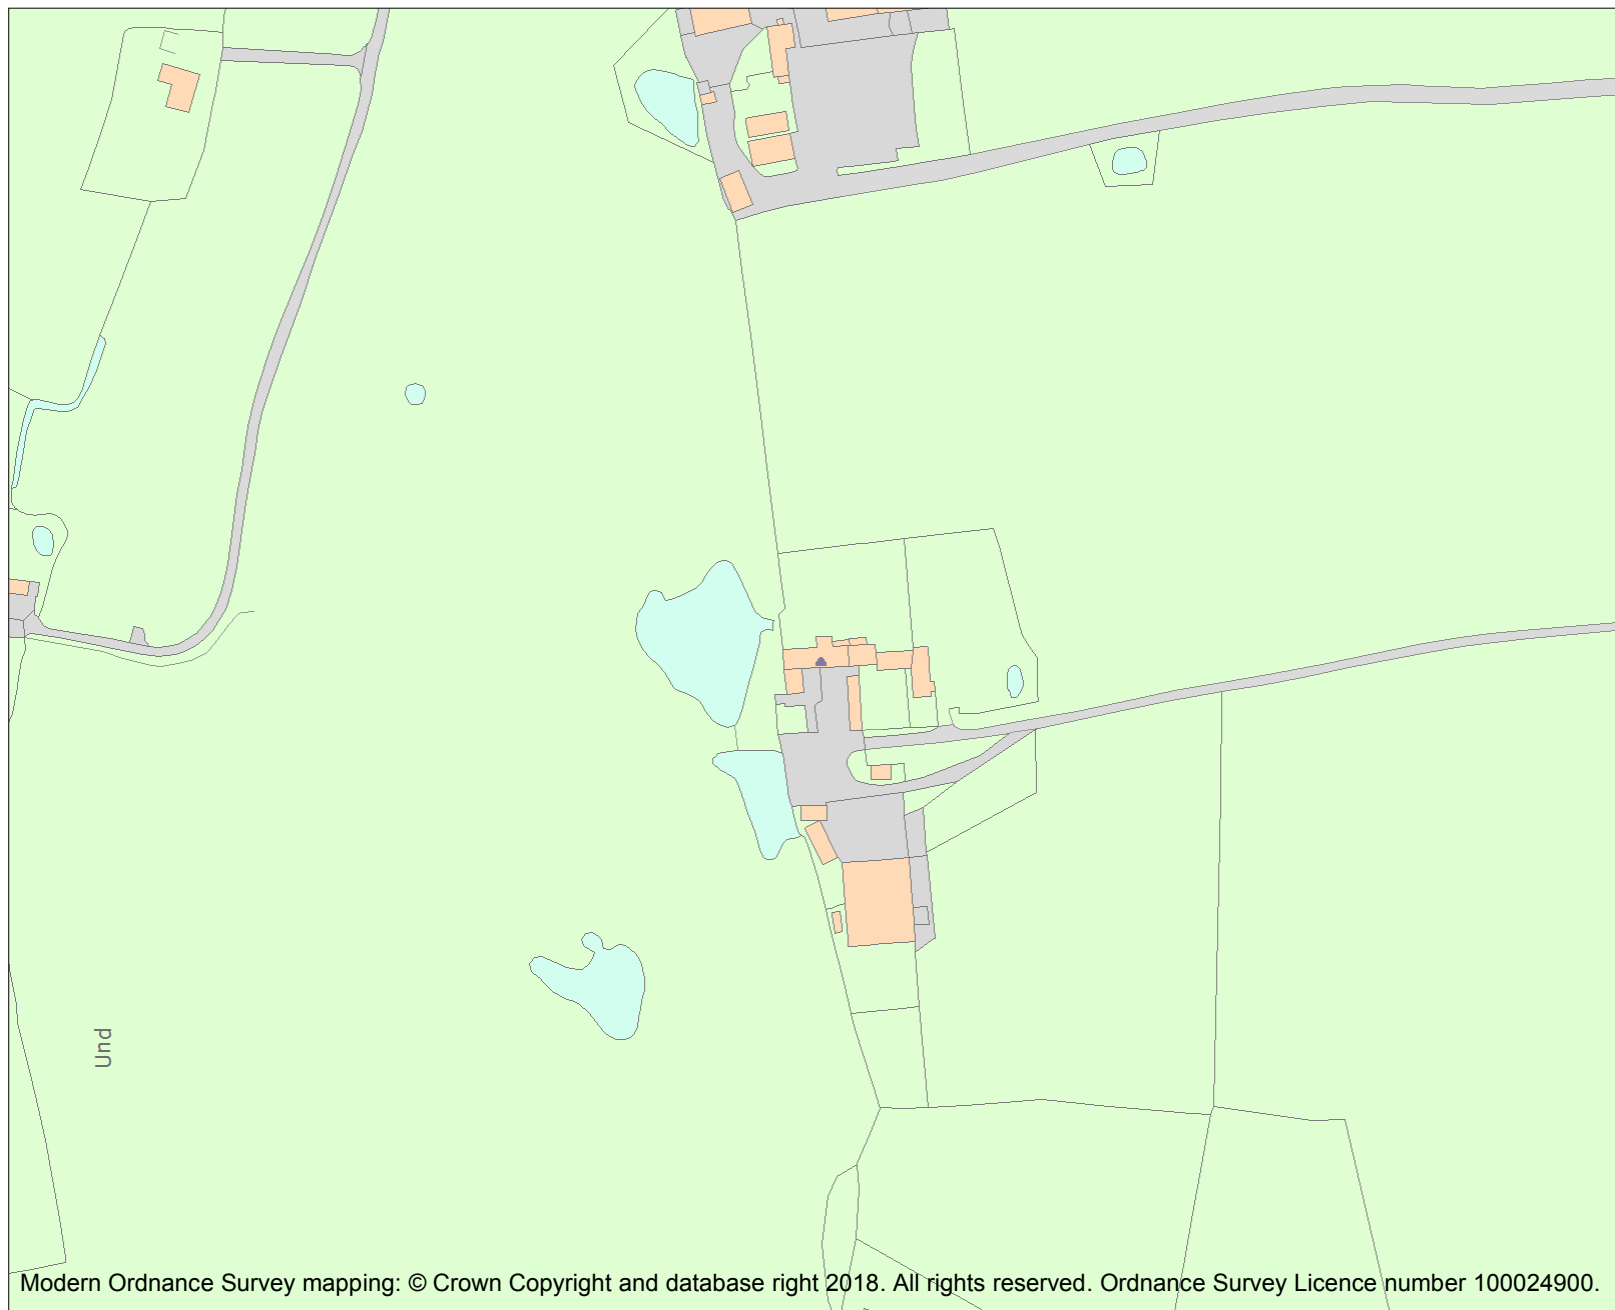 Und
Modern Ordnance Survey mapping: © Crown Copyright and database right 2018. All rights reserved. Ordnance Survey Licence number 100024900.